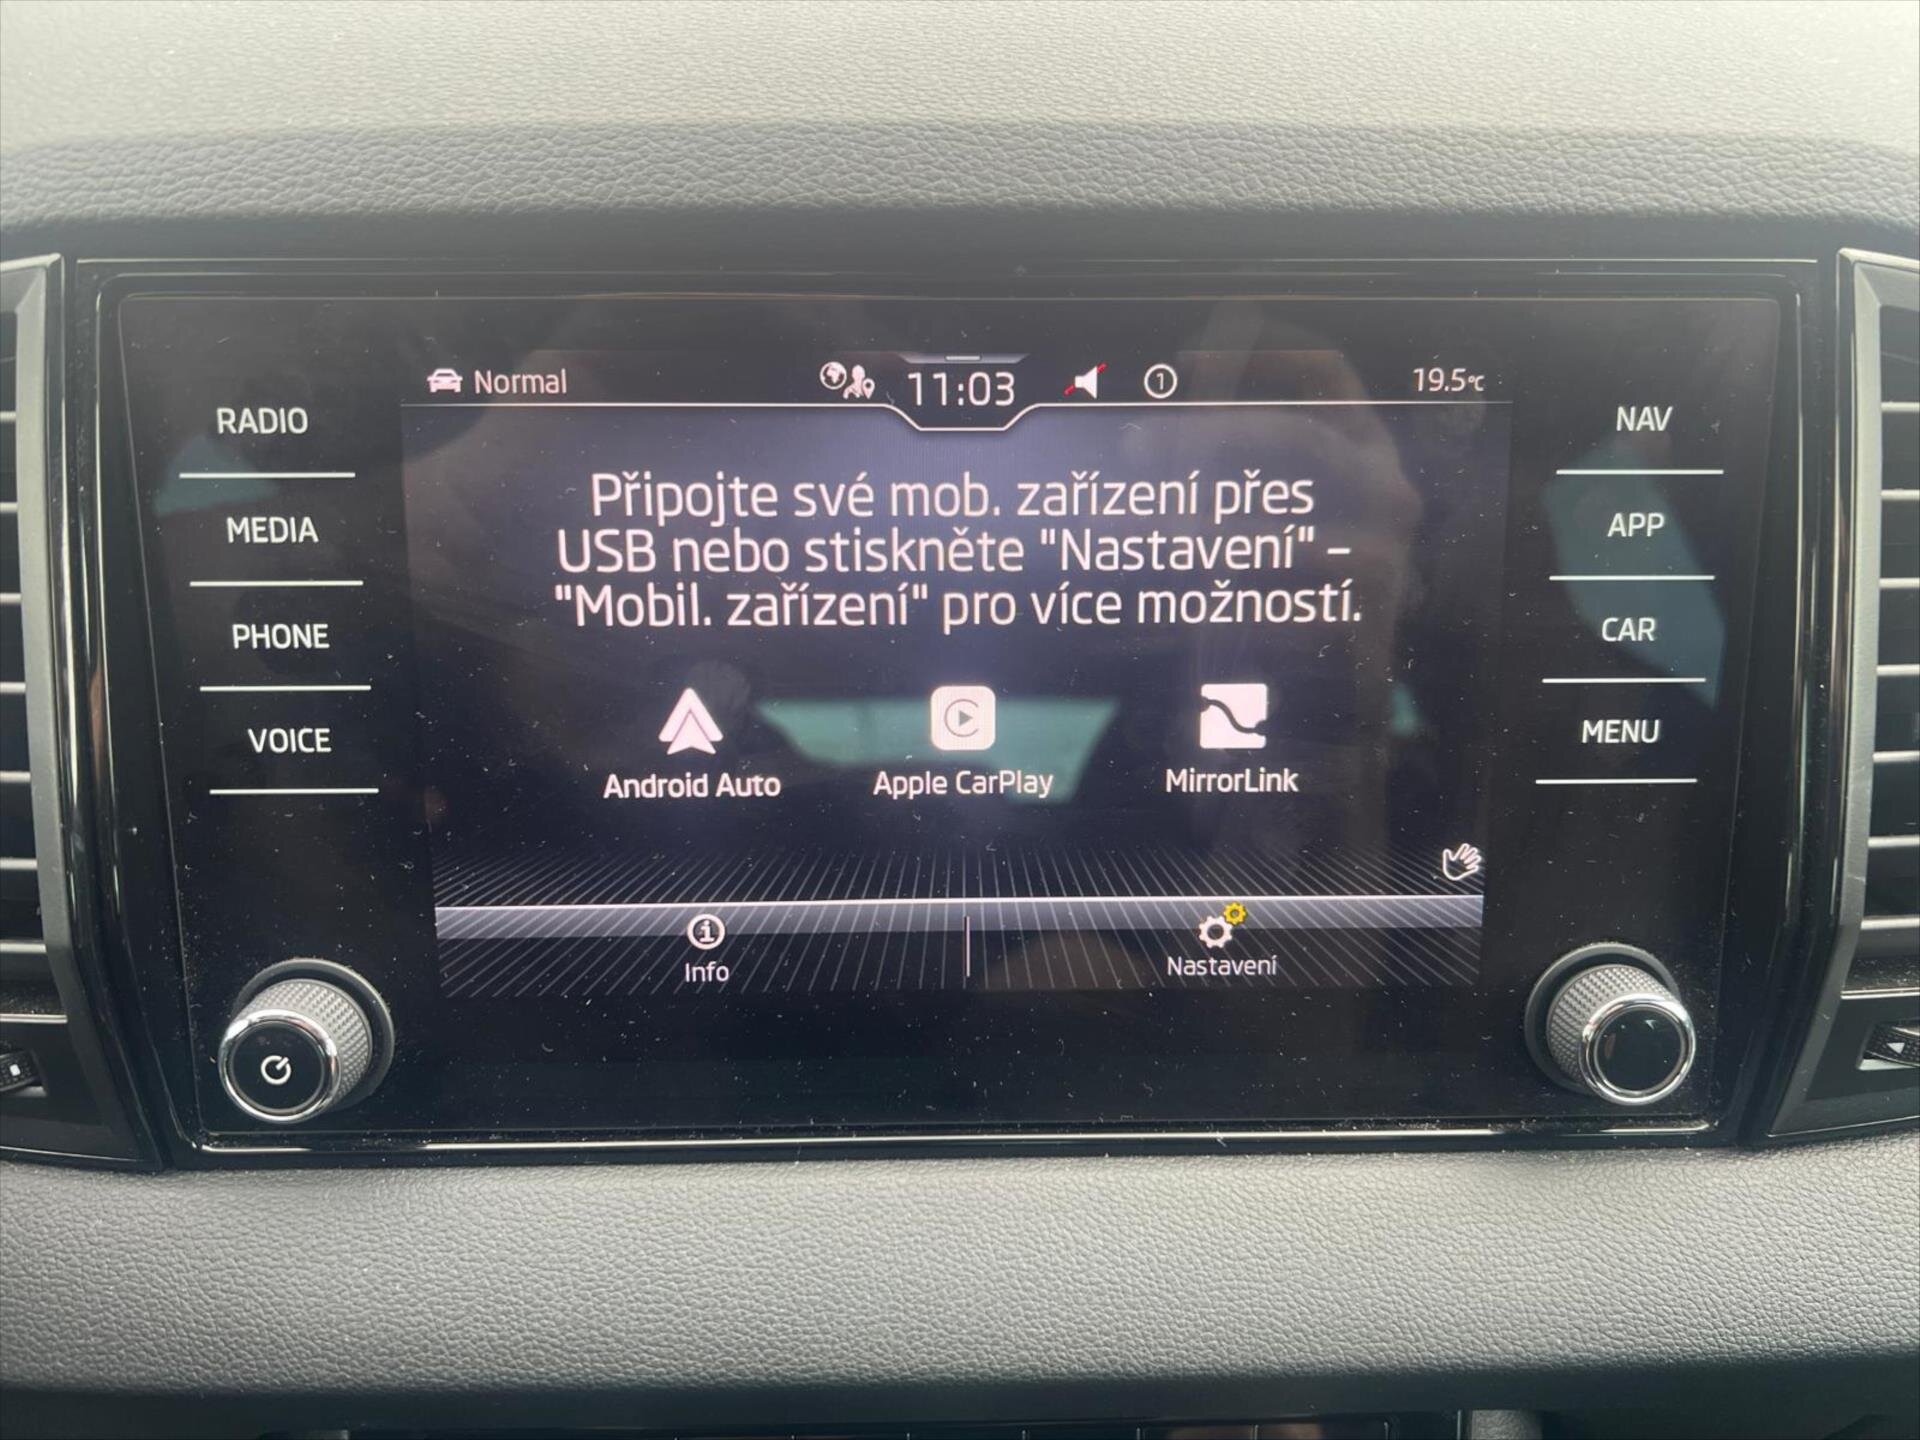 Normal
11:03
1
19.5°C
RADIO
MEDIA
PHONE
VOICE
Připojte své mob. zařízení přes
USB nebo stiskněte "Nastavení" –
"Mobil. zařízení" pro více možností.
Android Auto
Apple CarPlay
MirrorLink
Info
Nastavení
NAV
APP
CAR
MENU